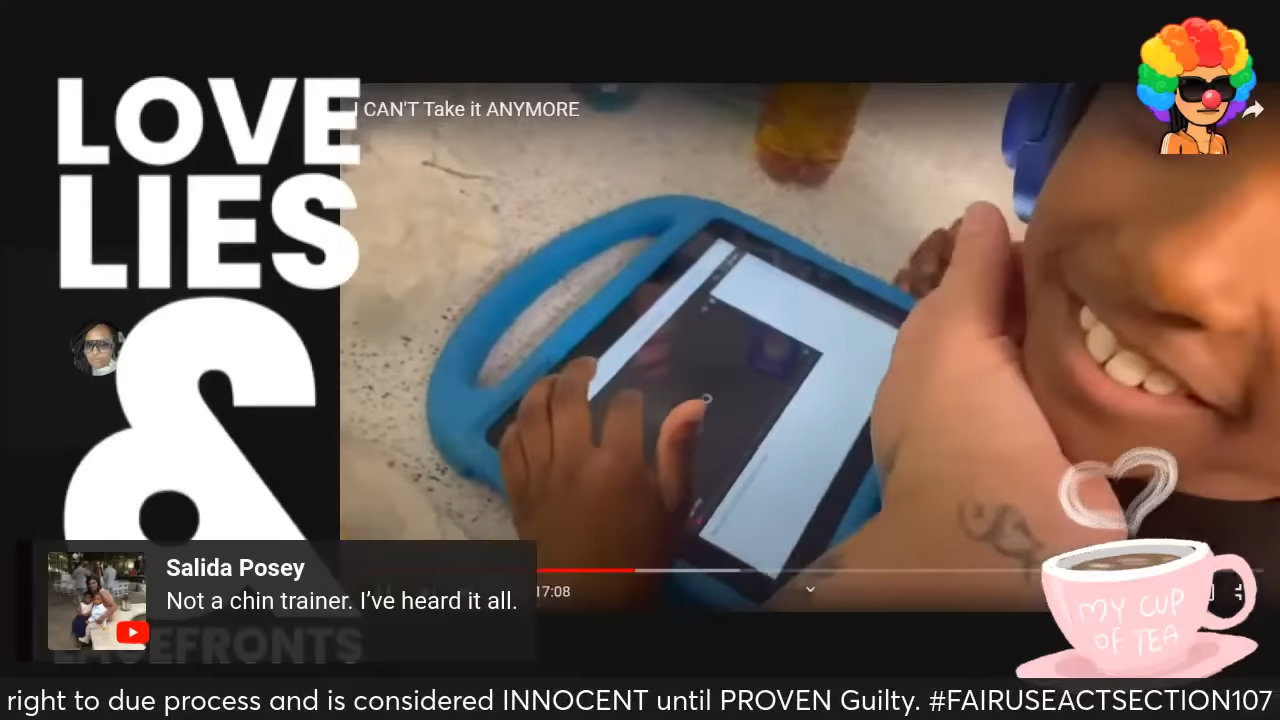 LOVE
LIES
&
LACEFRONTS
I CAN'T Take it ANYMORE
Salida Posey
Not a chin trainer. I’ve heard it all.
17:08
MY CUP
OF TEA
right to due process and is considered INNOCENT until PROVEN Guilty. #FAIRUSEACTSECTION107